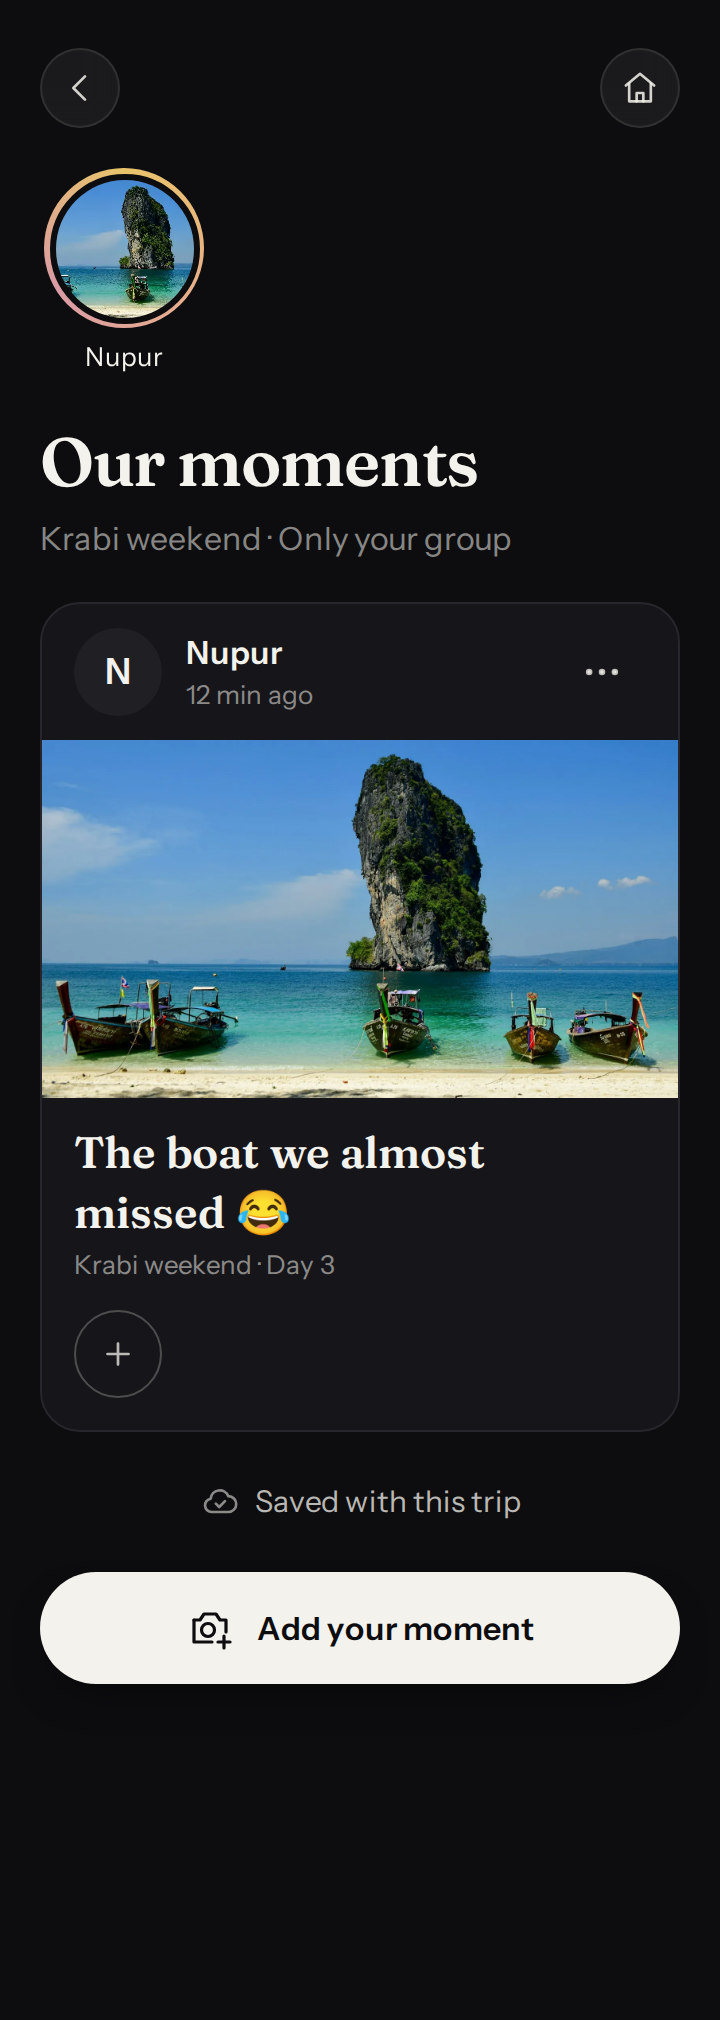 Nupur
Our moments
Krabi weekend · Only your group
N
Nupur
12 min ago
The boat we almost
missed 😂
Krabi weekend · Day 3
Saved with this trip
Add your moment